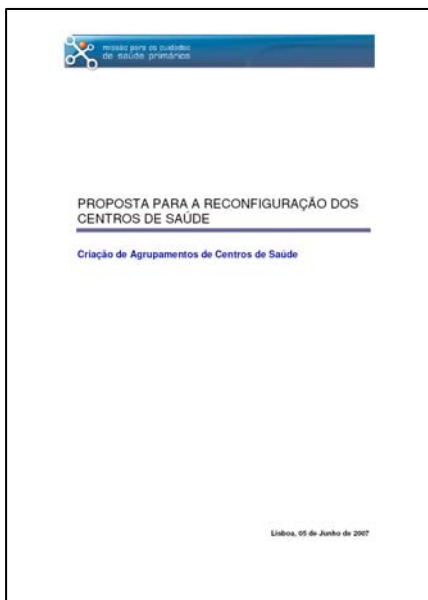 missão para os cuidados
de saúde primários
PROPOSTA PARA A RECONFIGURAÇÃO DOS
CENTROS DE SAÚDE
Criação de Agrupamentos de Centros de Saúde
Lisboa, 05 de Junho de 2007